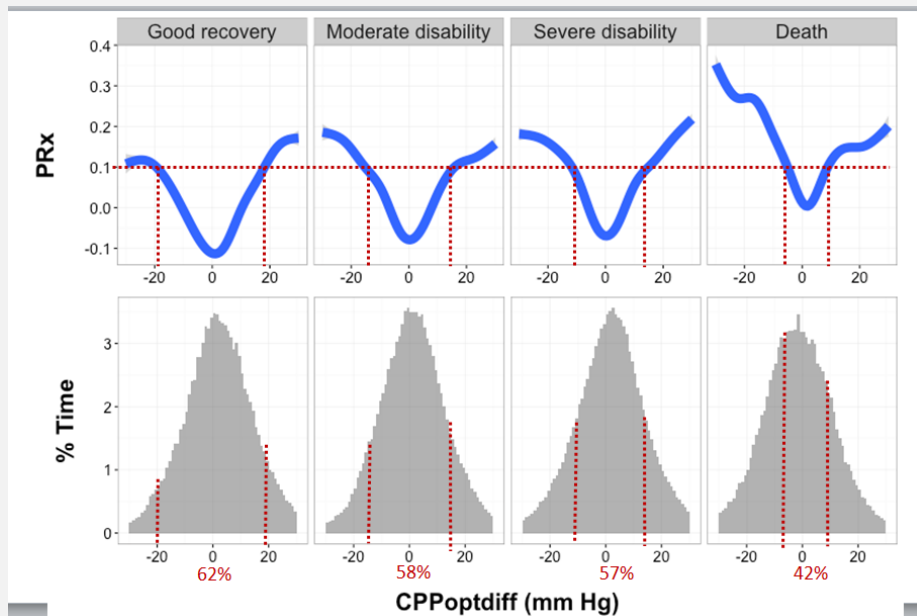 Good recovery
Moderate disability
Severe disability
Death
PRx
0.4
0.3
0.2
0.1
0.0
-0.1
-20 0 20
-20 0 20
-20 0 20
-20 0 20
% Time
3
2
1
0
-20 0 20
-20 0 20
-20 0 20
-20 0 20
62%
58%
57%
42%
CPPoptdiff (mm Hg)